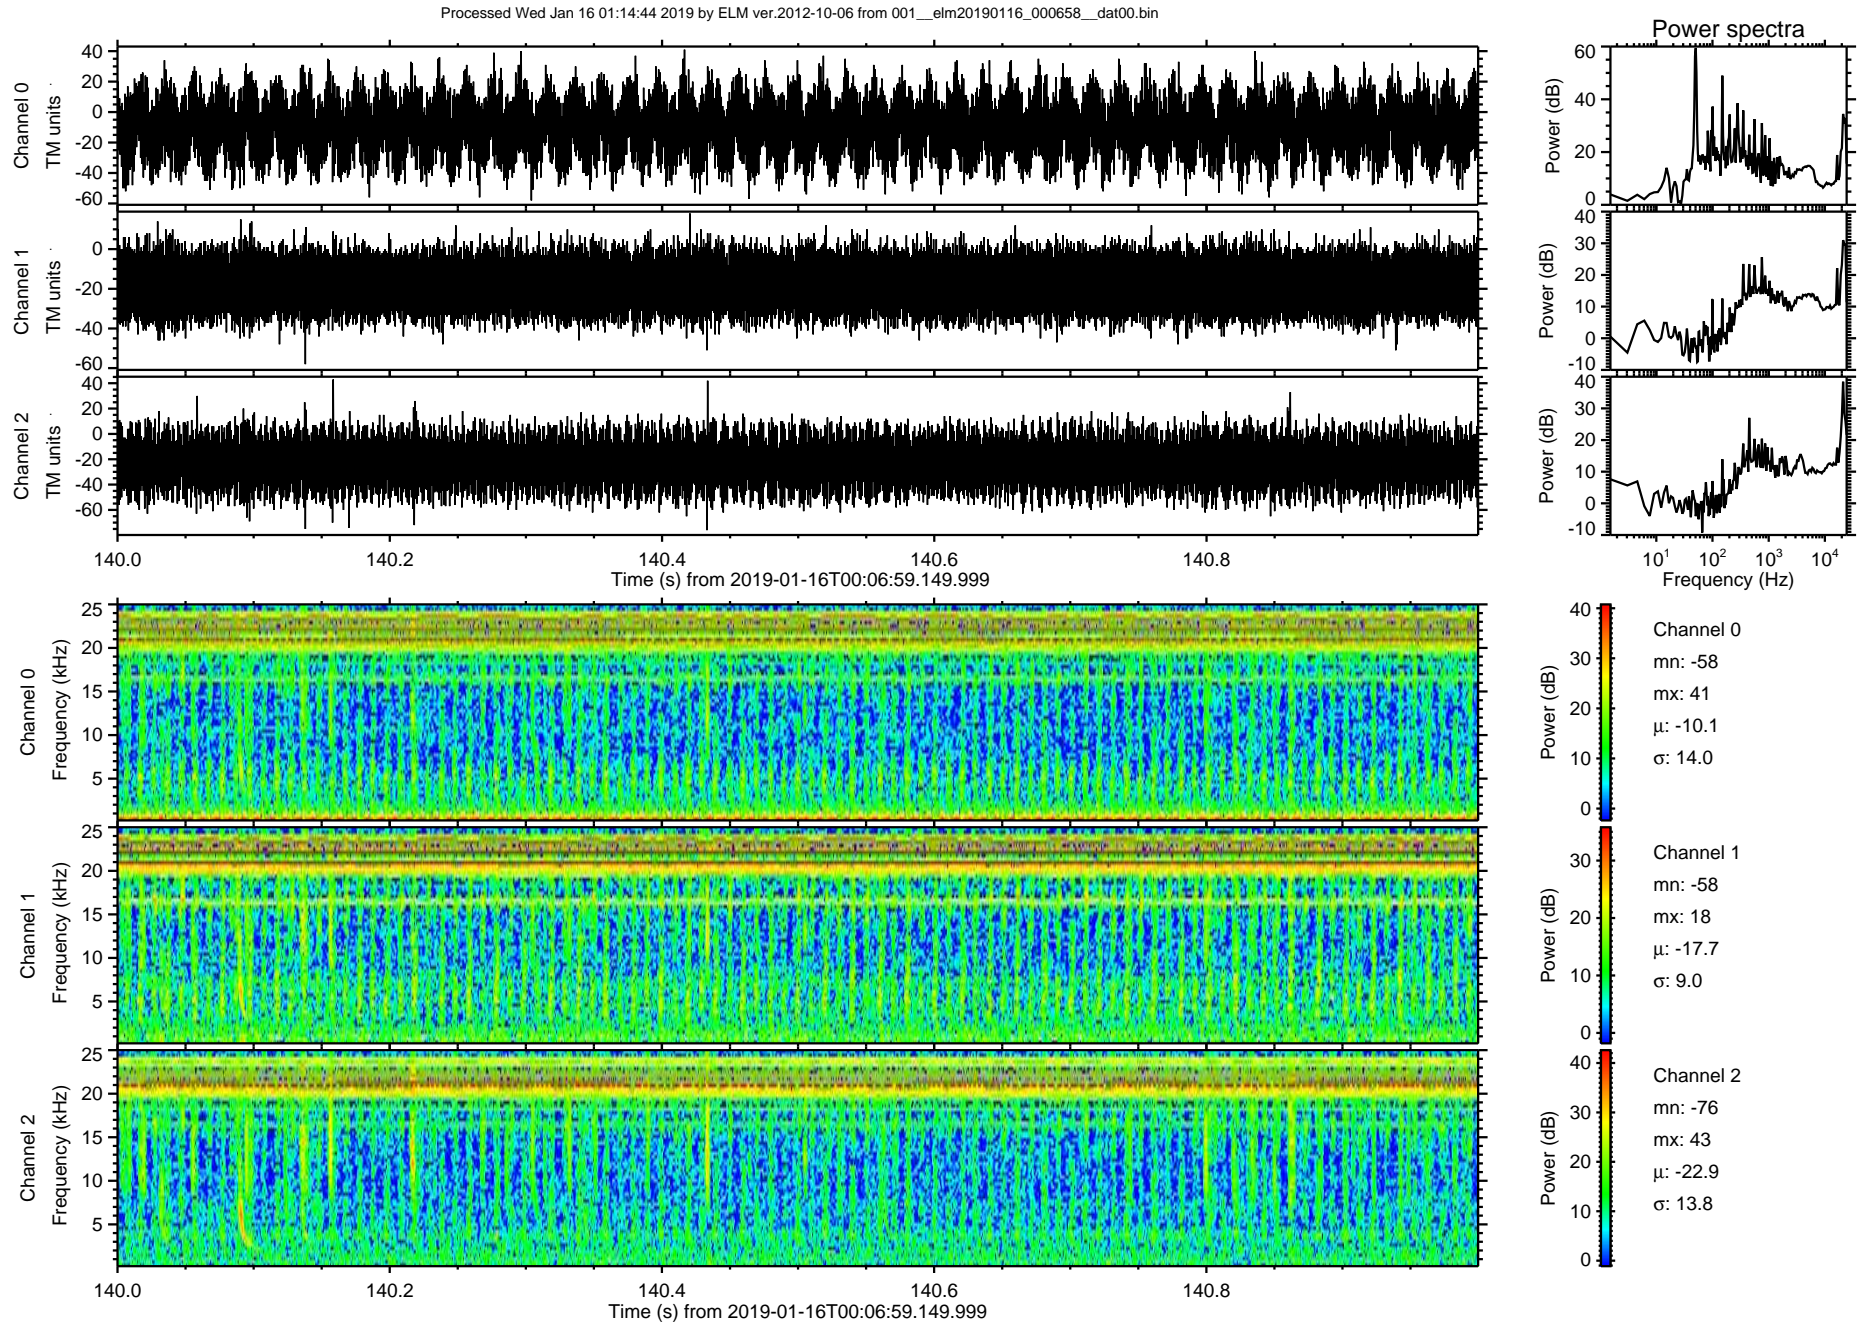 Processed Wed Jan 16 01:14:44 2019 by ELM ver.2012-10-06 from 001__elm20190116_000658__dat00.bin
Power spectra
Channel 0
TM units
40
20
0
-20
-40
-60
Power (dB)
60
40
20
0
Channel 1
TM units
0
-20
-40
-60
Power (dB)
40
30
20
10
0
-10
Channel 2
TM units
40
20
0
-20
-40
-60
Power (dB)
40
30
20
10
0
-10
140.0 140.2 140.4 140.6 140.8
Time (s) from 2019-01-16T00:06:59.149.999
10^1 10^2 10^3 10^4
Frequency (Hz)
Channel 0
Frequency (kHz)
25
20
15
10
5
Power (dB)
40
30
20
10
0
Channel 0
mn: -58
mx: 41
μ: -10.1
σ: 14.0
Channel 1
Frequency (kHz)
25
20
15
10
5
Power (dB)
30
20
10
0
Channel 1
mn: -58
mx: 18
μ: -17.7
σ: 9.0
Channel 2
Frequency (kHz)
25
20
15
10
5
Power (dB)
40
30
20
10
0
Channel 2
mn: -76
mx: 43
μ: -22.9
σ: 13.8
140.0 140.2 140.4 140.6 140.8
Time (s) from 2019-01-16T00:06:59.149.999